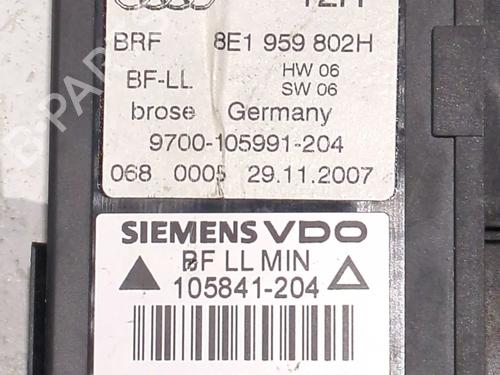 BRF 8E1 959 802H
BF-LL HW 06
SW 06
brose Germany
9700-105991-204
068 0005 29.11.2007
SIEMENS VDO
BF LL MIN
105841-204
B-PARTS